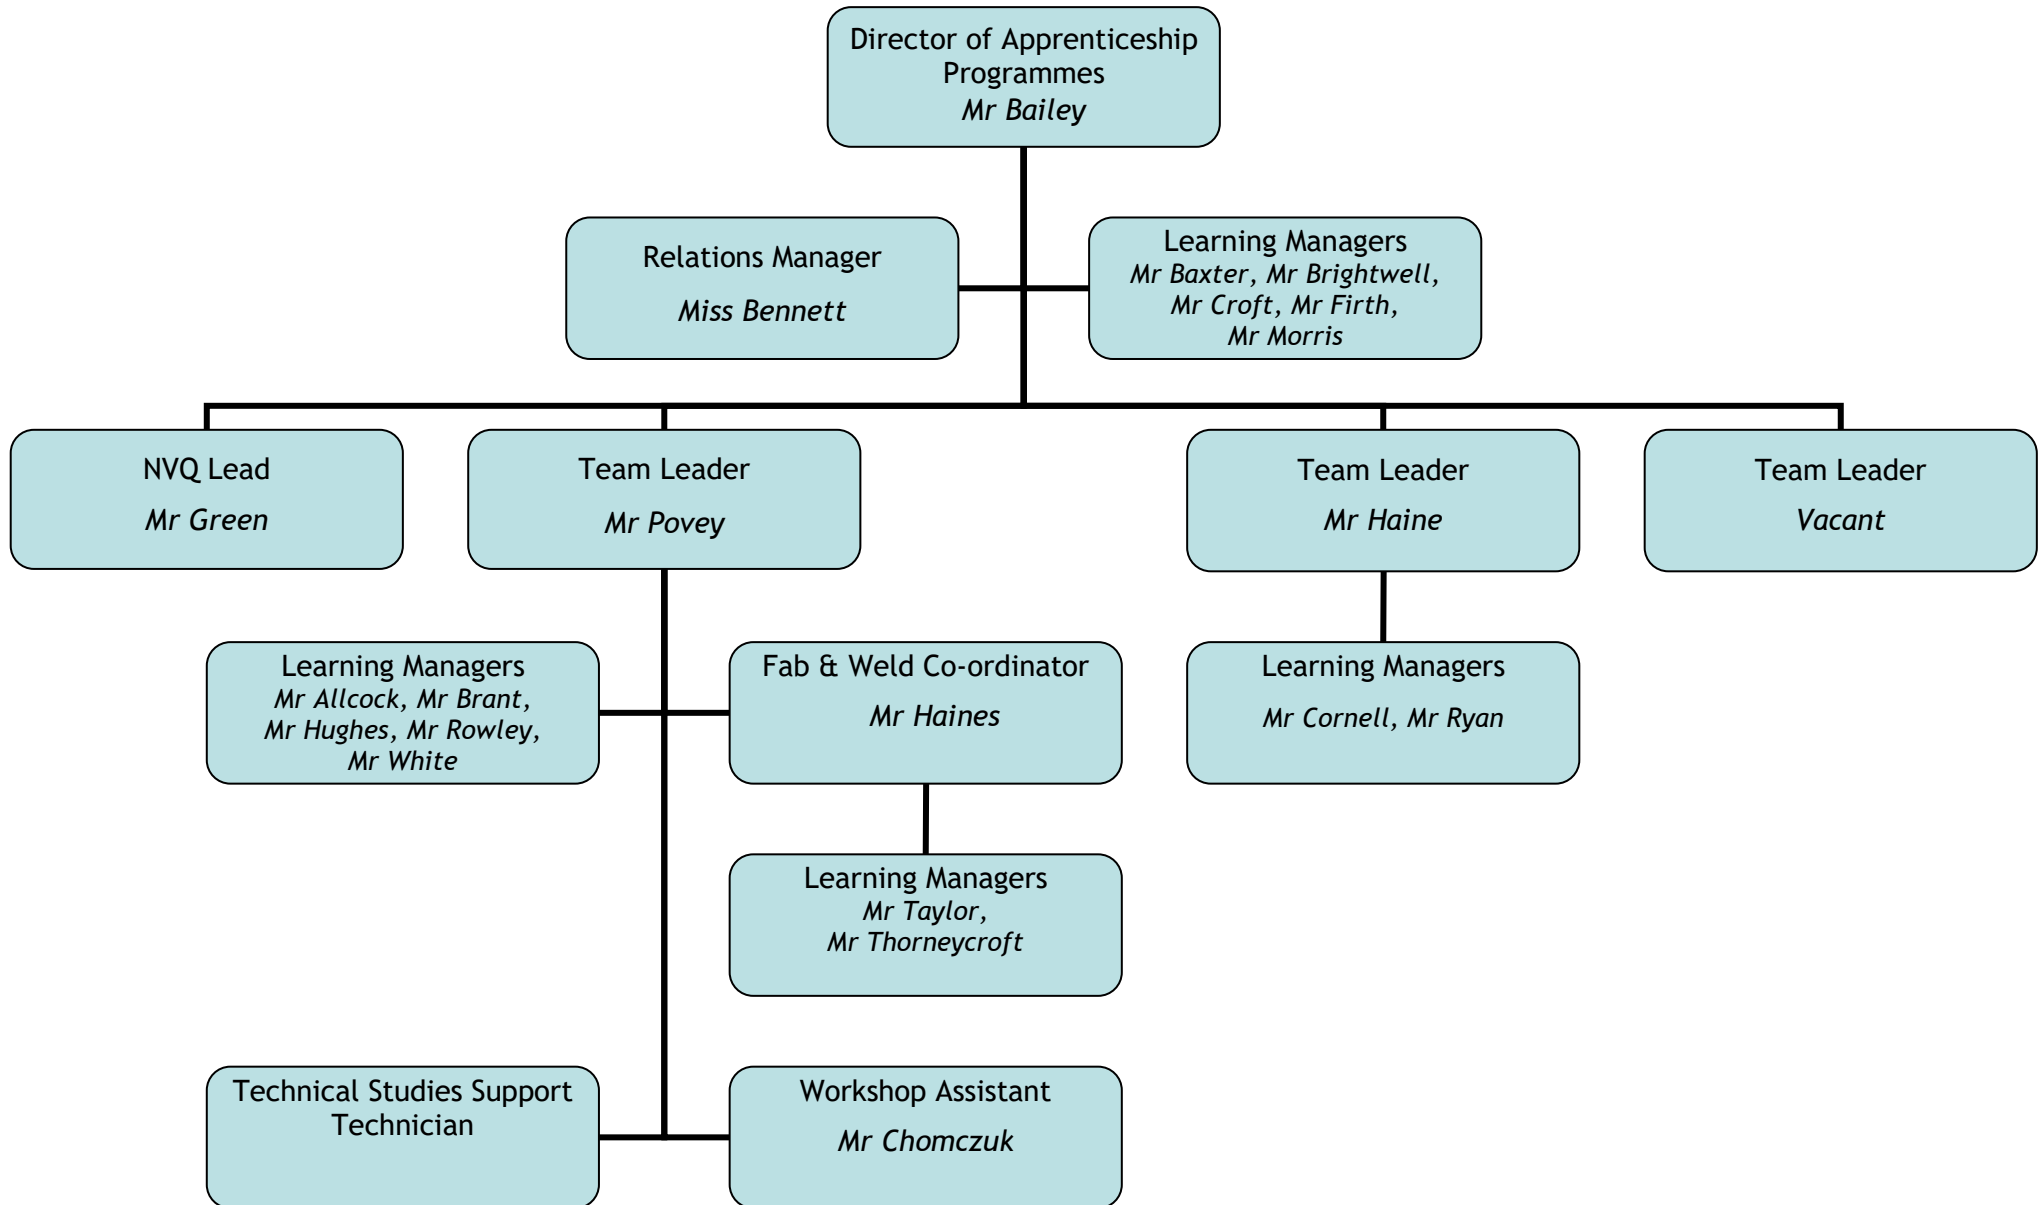 Director of Apprenticeship
Programmes
Mr Bailey
Relations Manager
Miss Bennett
Learning Managers
Mr Baxter, Mr Brightwell,
Mr Croft, Mr Firth,
Mr Morris
NVQ Lead
Mr Green
Team Leader
Mr Povey
Team Leader
Mr Haine
Team Leader
Vacant
Learning Managers
Mr Allcock, Mr Brant,
Mr Hughes, Mr Rowley,
Mr White
Fab & Weld Co-ordinator
Mr Haines
Learning Managers
Mr Cornell, Mr Ryan
Learning Managers
Mr Taylor,
Mr Thorneycroft
Technical Studies Support
Technician
Workshop Assistant
Mr Chomczuk